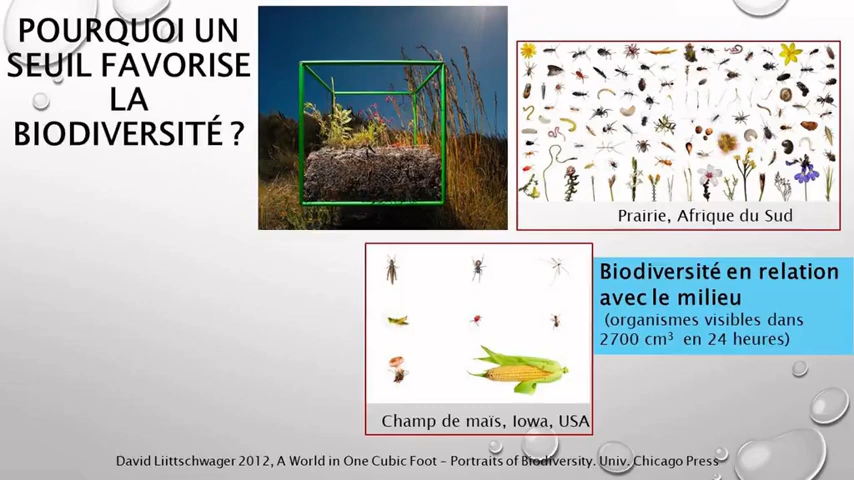 POURQUOI UN
SEUIL FAVORISE
LA
BIODIVERSITÉ ?
Prairie, Afrique du Sud
Biodiversité en relation
avec le milieu
(organismes visibles dans
2700 cm³ en 24 heures)
Champ de maïs, Iowa, USA
David Liittschwager 2012, A World in One Cubic Foot – Portraits of Biodiversity. Univ. Chicago Press